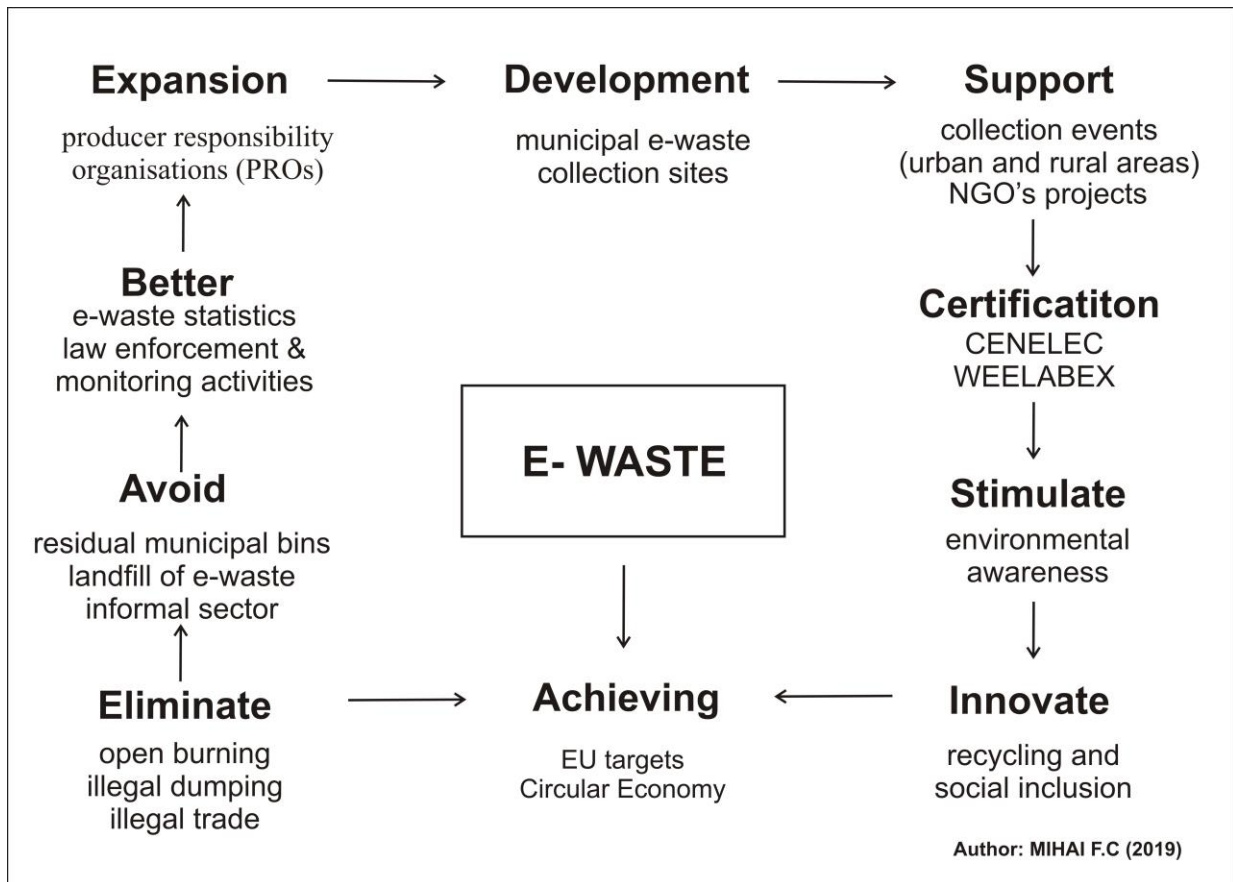 Expansion
producer responsibility
organisations (PROs)
Development
municipal e-waste
collection sites
Support
collection events
(urban and rural areas)
NGO's projects
Better
e-waste statistics
law enforcement &
monitoring activities
Certificatiton
CENELEC
WEELABEX
E- WASTE
Avoid
residual municipal bins
landfill of e-waste
informal sector
Stimulate
environmental
awareness
Eliminate
open burning
illegal dumping
illegal trade
Achieving
EU targets
Circular Economy
Innovate
recycling and
social inclusion
Author: MIHAI F.C (2019)